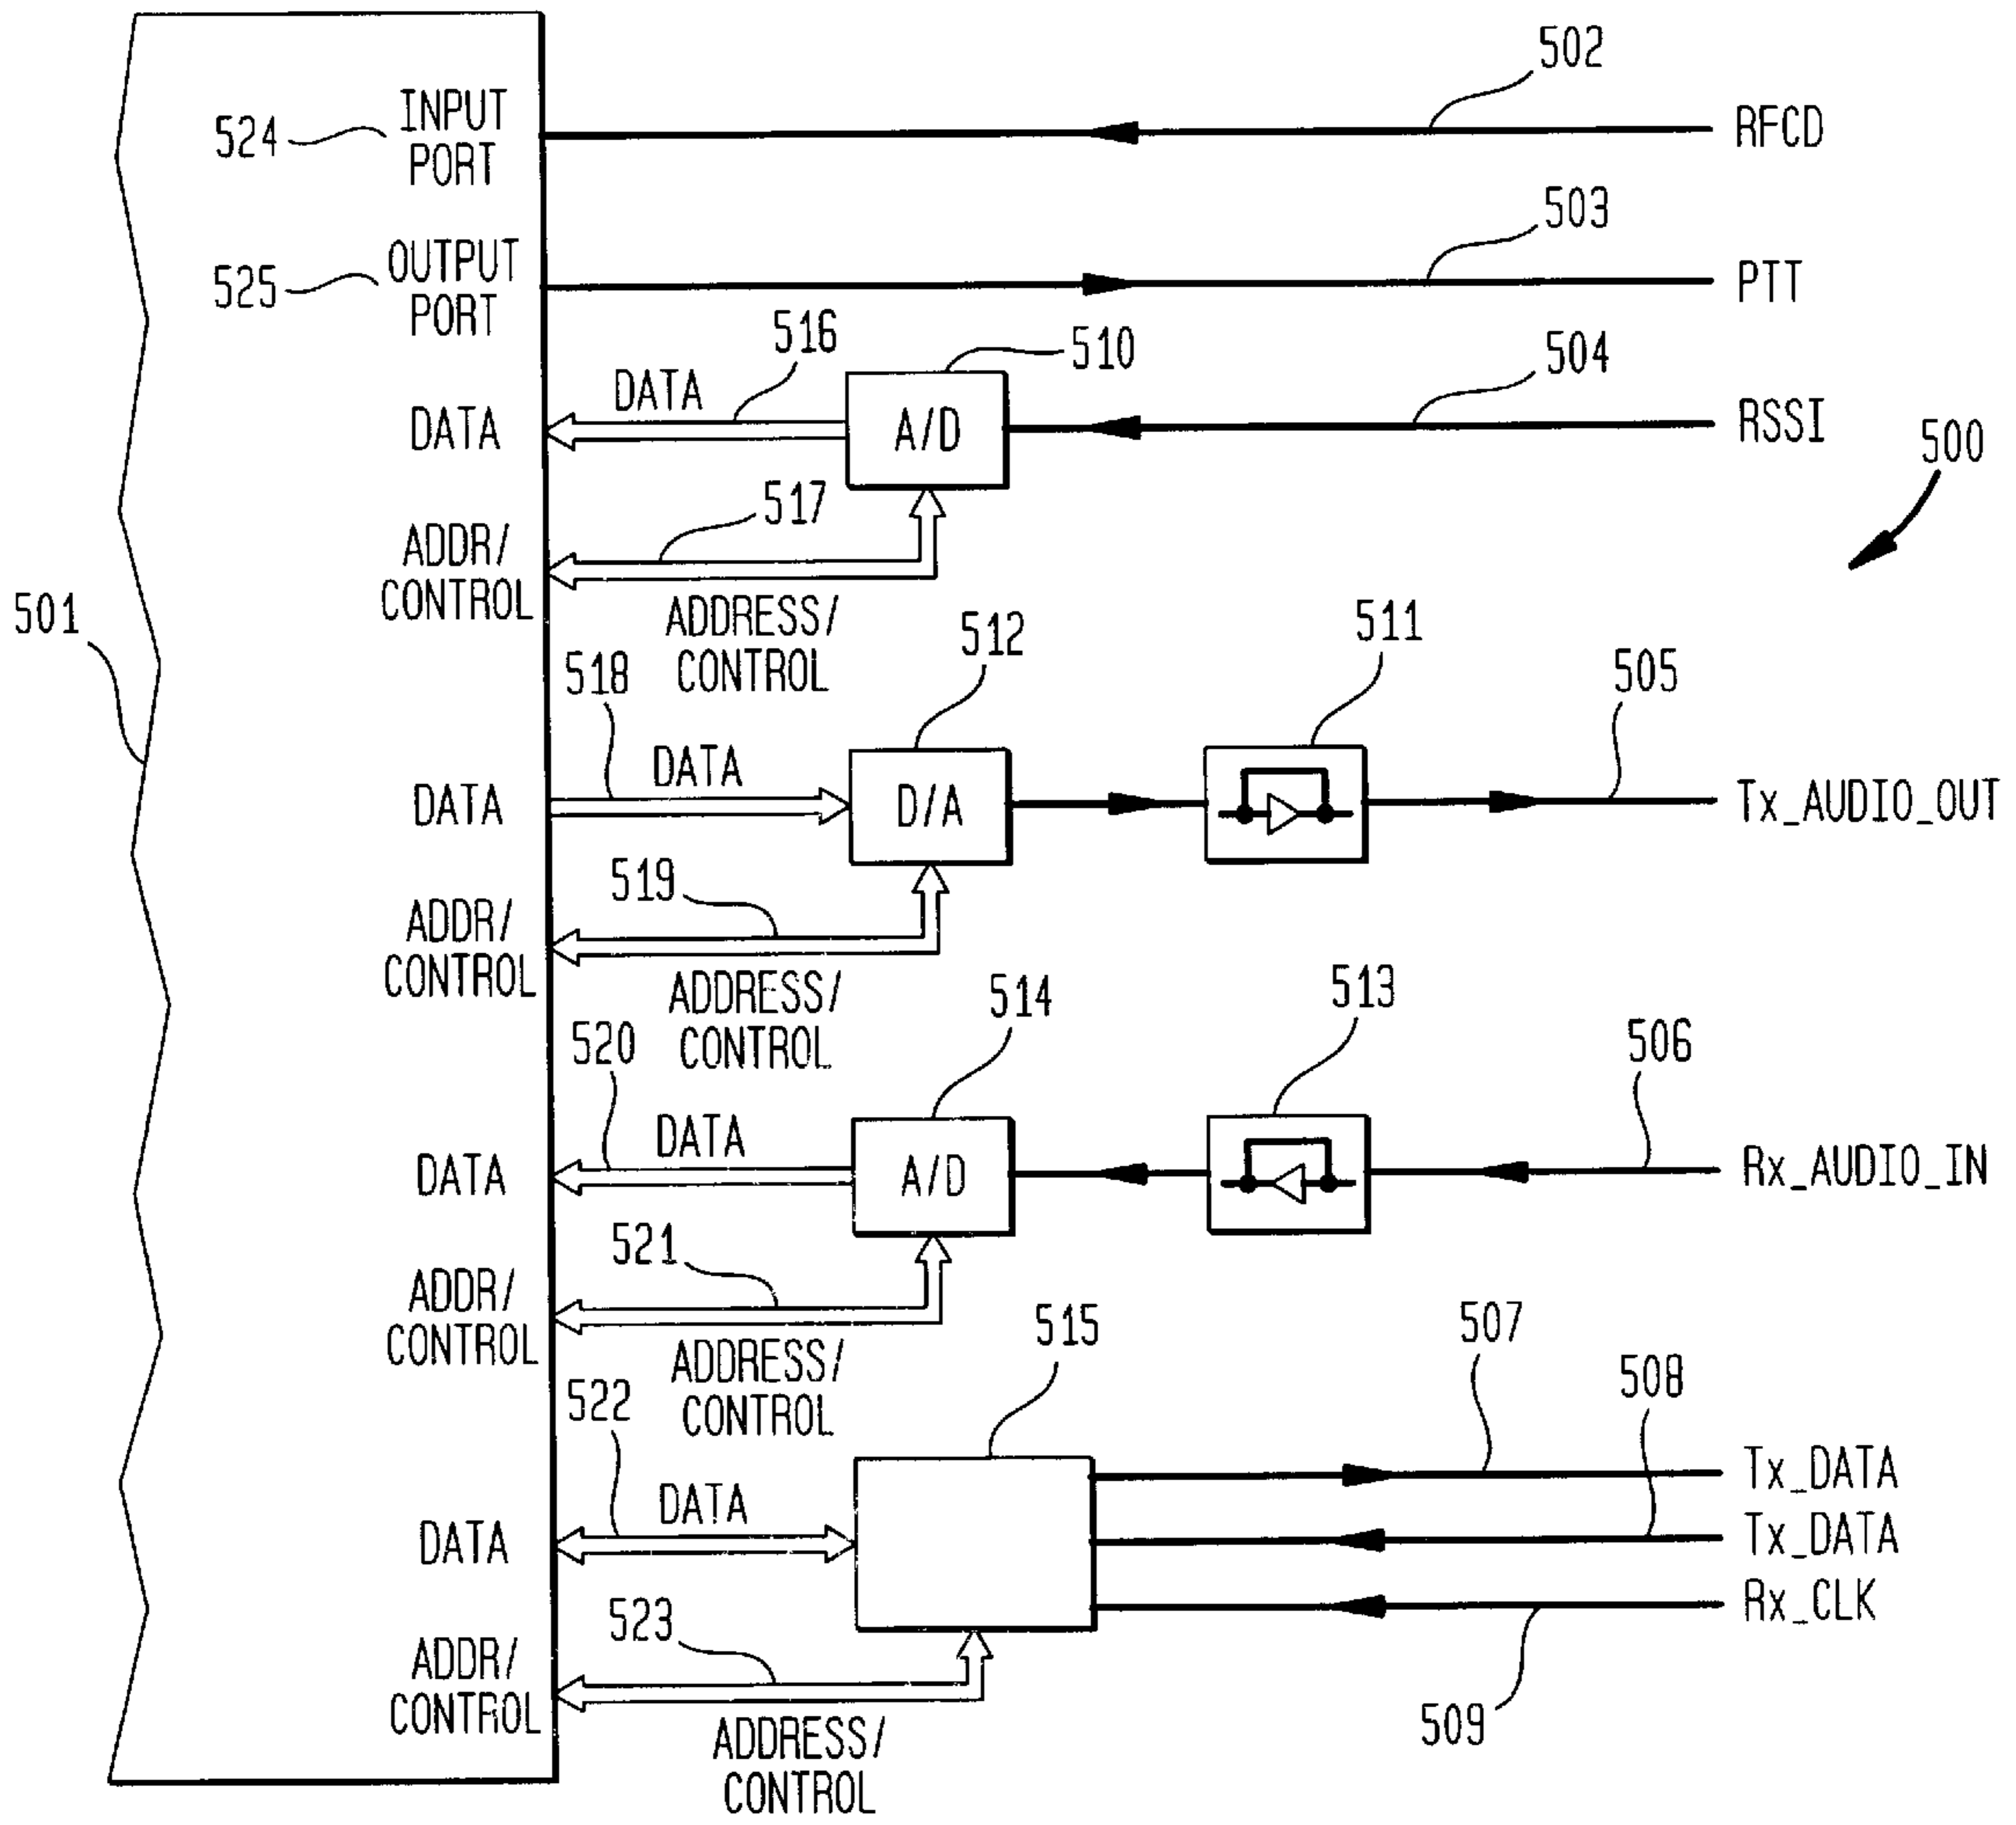 502
INPUT
PORT
524
RFCD
503
OUTPUT
PORT
525
PTT
516
510
504
DATA
DATA
A/D
RSSI
500
517
ADDR/
CONTROL
ADDRESS/
CONTROL
501
512
511
505
518
DATA
DATA
D/A
Tx_AUDIO_OUT
519
ADDR/
CONTROL
ADDRESS/
CONTROL
514
513
506
520
DATA
DATA
A/D
Rx_AUDIO_IN
521
ADDR/
CONTROL
ADDRESS/
CONTROL
515
507
508
522
DATA
DATA
Tx_DATA
Tx_DATA
Rx_CLK
523
ADDR/
CONTROL
ADDRESS/
CONTROL
509